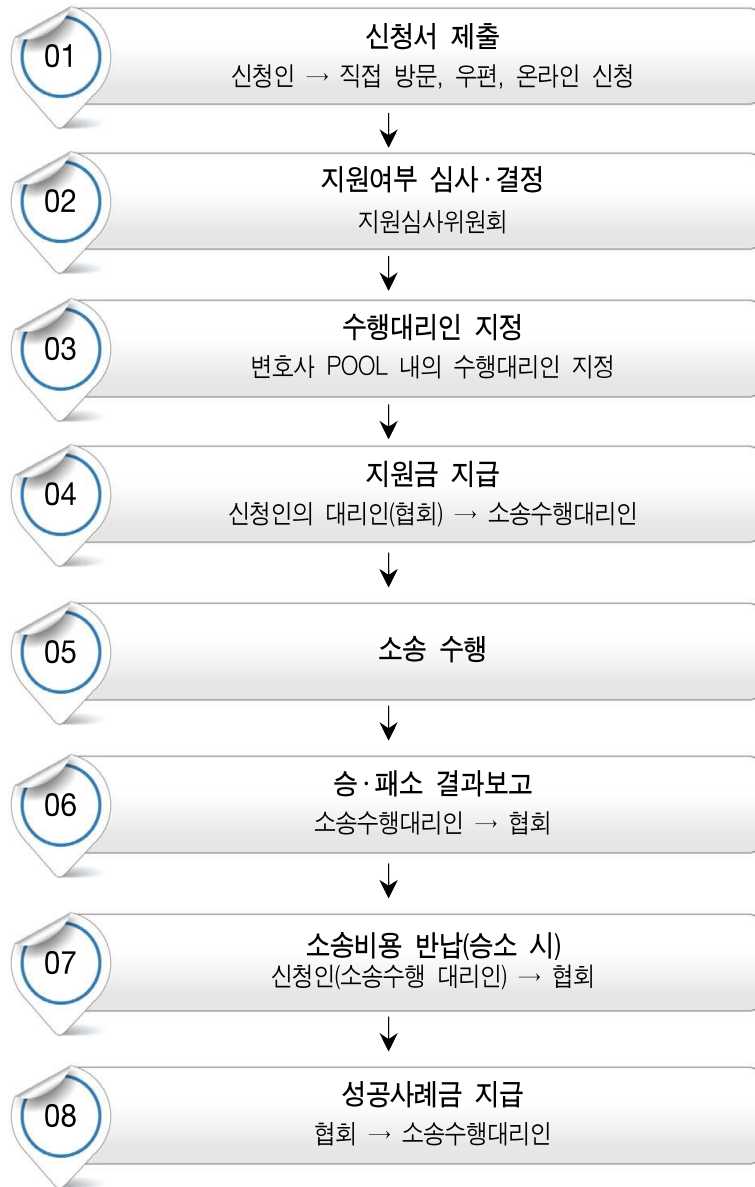 01
신청서 제출
신청인 → 직접 방문, 우편, 온라인 신청
02
지원여부 심사·결정
지원심사위원회
03
수행대리인 지정
변호사 POOL 내의 수행대리인 지정
04
지원금 지급
신청인의 대리인(협회) → 소송수행대리인
05
소송 수행
06
승·패소 결과보고
소송수행대리인 → 협회
07
소송비용 반납(승소 시)
신청인(소송수행 대리인) → 협회
08
성공사례금 지급
협회 → 소송수행대리인